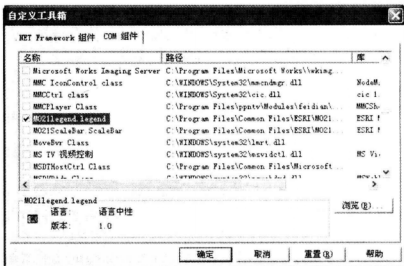 自定义工具箱
.NET Framework 组件 COM 组件
名称 路径 库
Microsoft Works Imaging Server C:\Program Files\Microsoft Works\\wkimg...
MMC IconControl class C:\WINDOWS\system32\mmcndmgr.dll NodeM
MMCCtrl class C:\WINDOWS\system32\cic.dll cic 1.
MMCPlayer Class C:\Program Files\ppntv\Modules\feidian\... MMCSh
MO21legend.legend C:\Program Files\Common Files\ESRI\MO21... ESRI M
MO21ScaleBar ScaleBar C:\Program Files\Common Files\ESRI\MO21... ESRI M
MoveBvr Class C:\WINDOWS\system32\lmrt.dll
MS TV 视频控制 C:\WINDOWS\system32\msvidctl.dll MS Vi
MSDTHostCtrl Class C:\Program Files\Common Files\Microsoft...
MO21legend.legend
语言: 语言中性
版本: 1.0
浏览(B)...
确定 取消 重置(R) 帮助